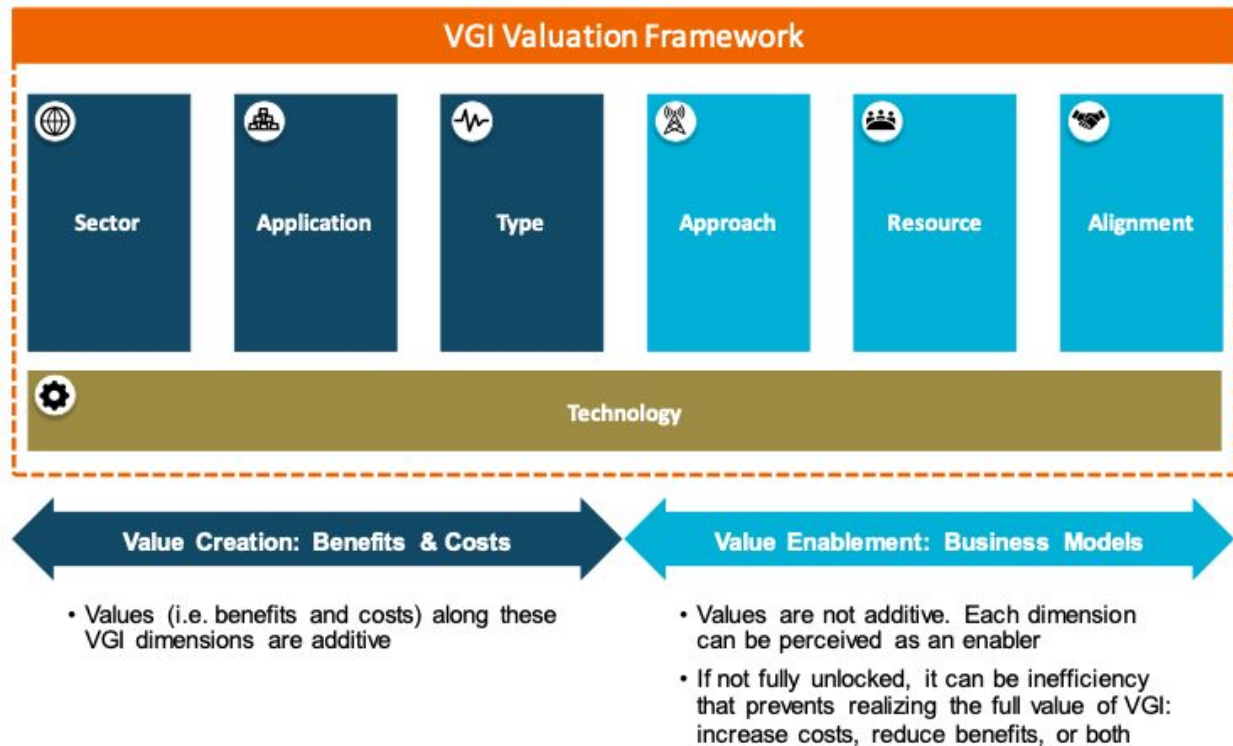 VGI Valuation Framework
Sector
Application
Type
Approach
Resource
Alignment
Technology
Value Creation: Benefits & Costs
Value Enablement: Business Models
• Values (i.e. benefits and costs) along these
VGI dimensions are additive
• Values are not additive. Each dimension
can be perceived as an enabler
• If not fully unlocked, it can be inefficiency
that prevents realizing the full value of VGI:
increase costs, reduce benefits, or both